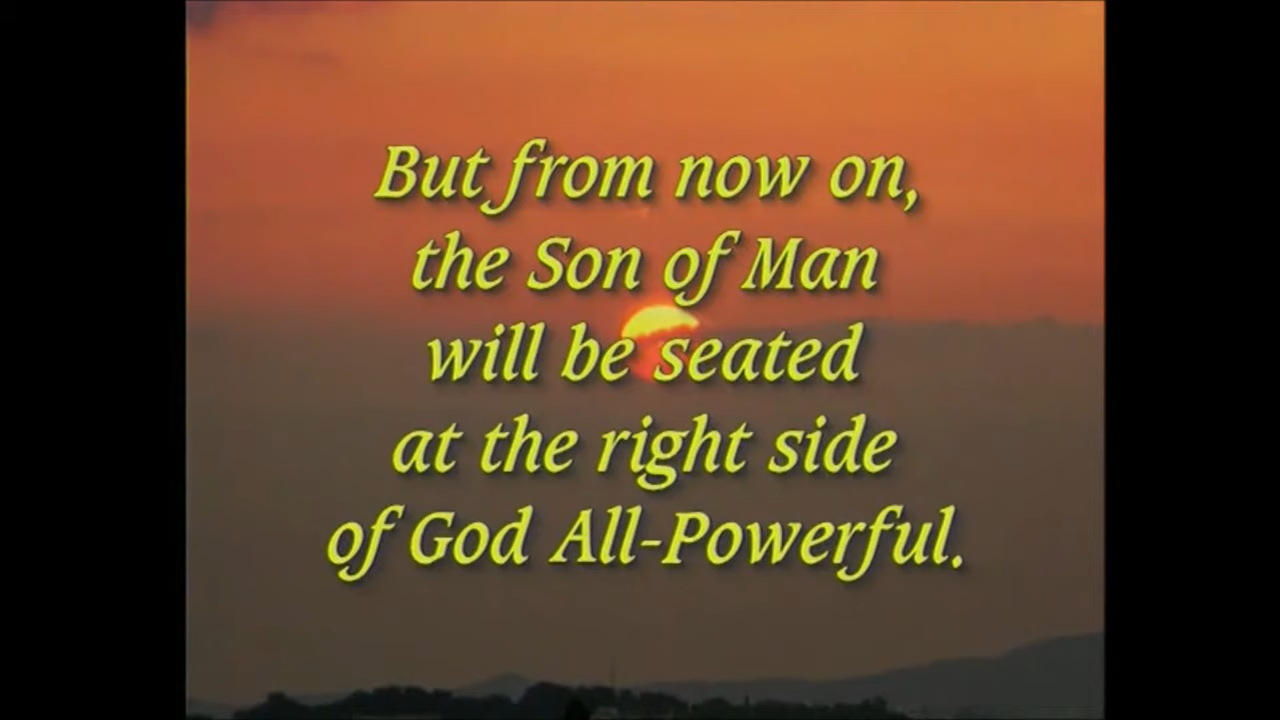 But from now on,
the Son of Man
will be seated
at the right side
of God All-Powerful.